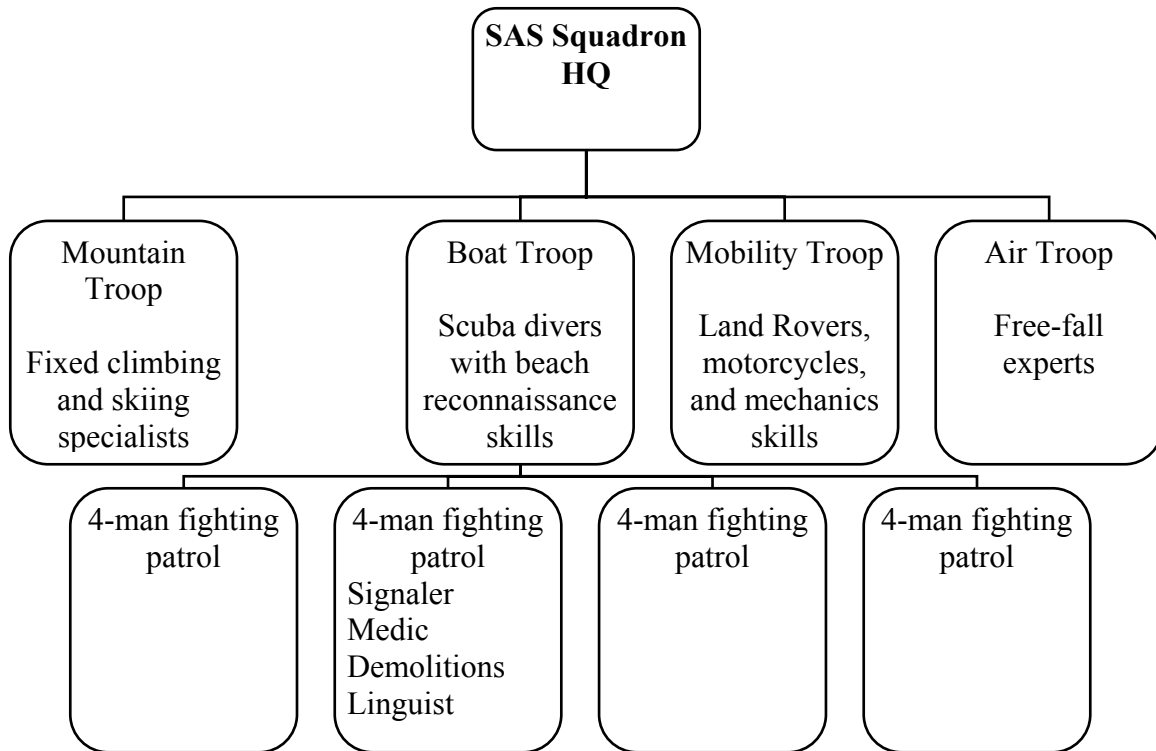 SAS Squadron
HQ
Mountain
Troop
Fixed climbing
and skiing
specialists
Boat Troop
Scuba divers
with beach
reconnaissance
skills
Mobility Troop
Land Rovers,
motorcycles,
and mechanics
skills
Air Troop
Free-fall
experts
4-man fighting
patrol
4-man fighting
patrol
Signaler
Medic
Demolitions
Linguist
4-man fighting
patrol
4-man fighting
patrol